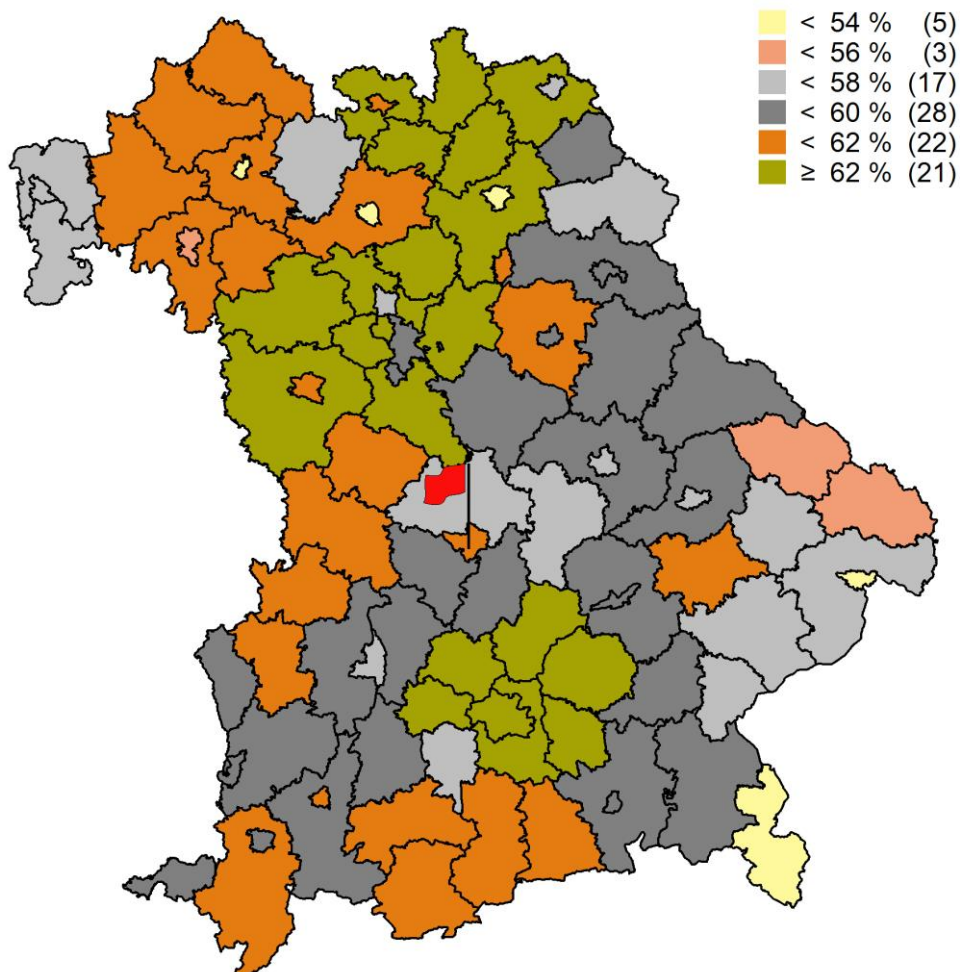 < 54 % (5)
< 56 % (3)
< 58 % (17)
< 60 % (28)
< 62 % (22)
≥ 62 % (21)